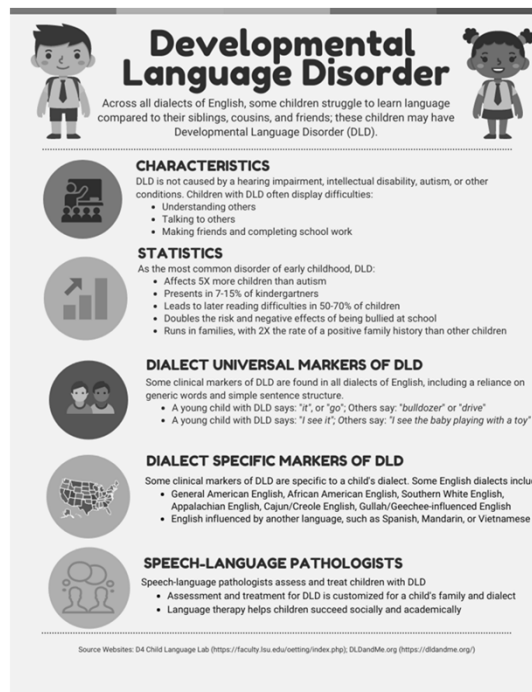 Developmental
Language Disorder
Across all dialects of English, some children struggle to learn language
compared to their siblings, cousins, and friends; these children may have
Developmental Language Disorder (DLD).
CHARACTERISTICS
DLD is not caused by a hearing impairment, intellectual disability, autism, or other
conditions. Children with DLD often display difficulties:
• Understanding others
• Talking to others
• Making friends and completing school work
STATISTICS
As the most common disorder of early childhood, DLD:
• Affects 5X more children than autism
• Presents in 7-15% of kindergartners
• Leads to later reading difficulties in 50-70% of children
• Doubles the risk and negative effects of being bullied at school
• Runs in families, with 2X the rate of a positive family history than other children
DIALECT UNIVERSAL MARKERS OF DLD
Some clinical markers of DLD are found in all dialects of English, including a reliance on
generic words and simple sentence structure.
• A young child with DLD says: "it", or "go"; Others say: "bulldozer" or "drive"
• A young child with DLD says: "I see it"; Others say: "I see the baby playing with a toy"
DIALECT SPECIFIC MARKERS OF DLD
Some clinical markers of DLD are specific to a child's dialect. Some English dialects inclu
• General American English, African American English, Southern White English,
Appalachian English, Cajun/Creole English, Gullah/Geechee-influenced English
• English influenced by another language, such as Spanish, Mandarin, or Vietnamese
SPEECH-LANGUAGE PATHOLOGISTS
Speech-language pathologists assess and treat children with DLD
• Assessment and treatment for DLD is customized for a child's family and dialect
• Language therapy helps children succeed socially and academically
Source Websites: D4 Child Language Lab (https://faculty.lsu.edu/oetting/index.php); DLDandMe.org (https://dldandme.org/)